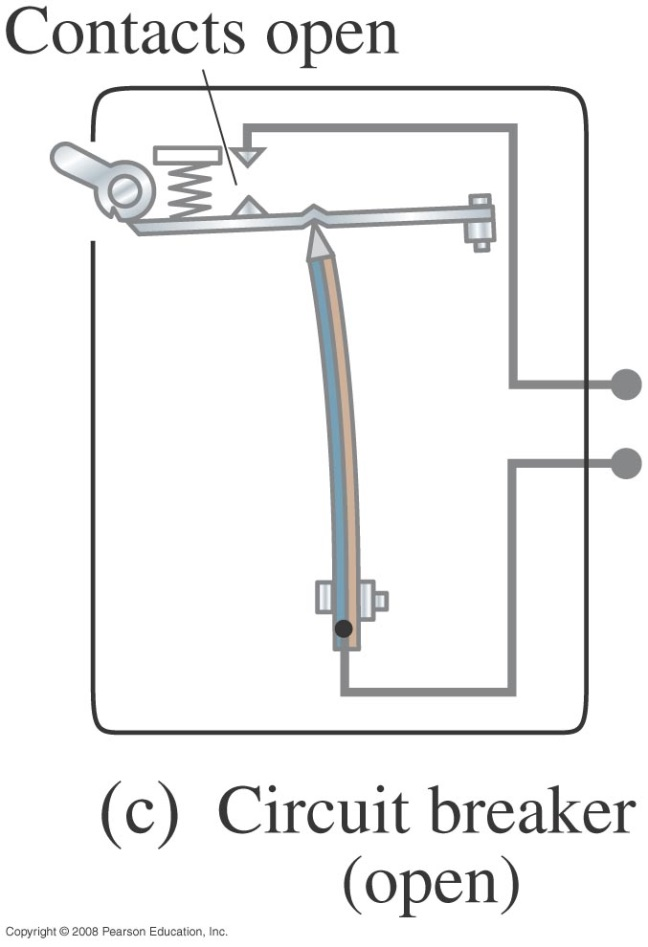 Contacts open
(c) Circuit breaker
(open)
Copyright © 2008 Pearson Education, Inc.